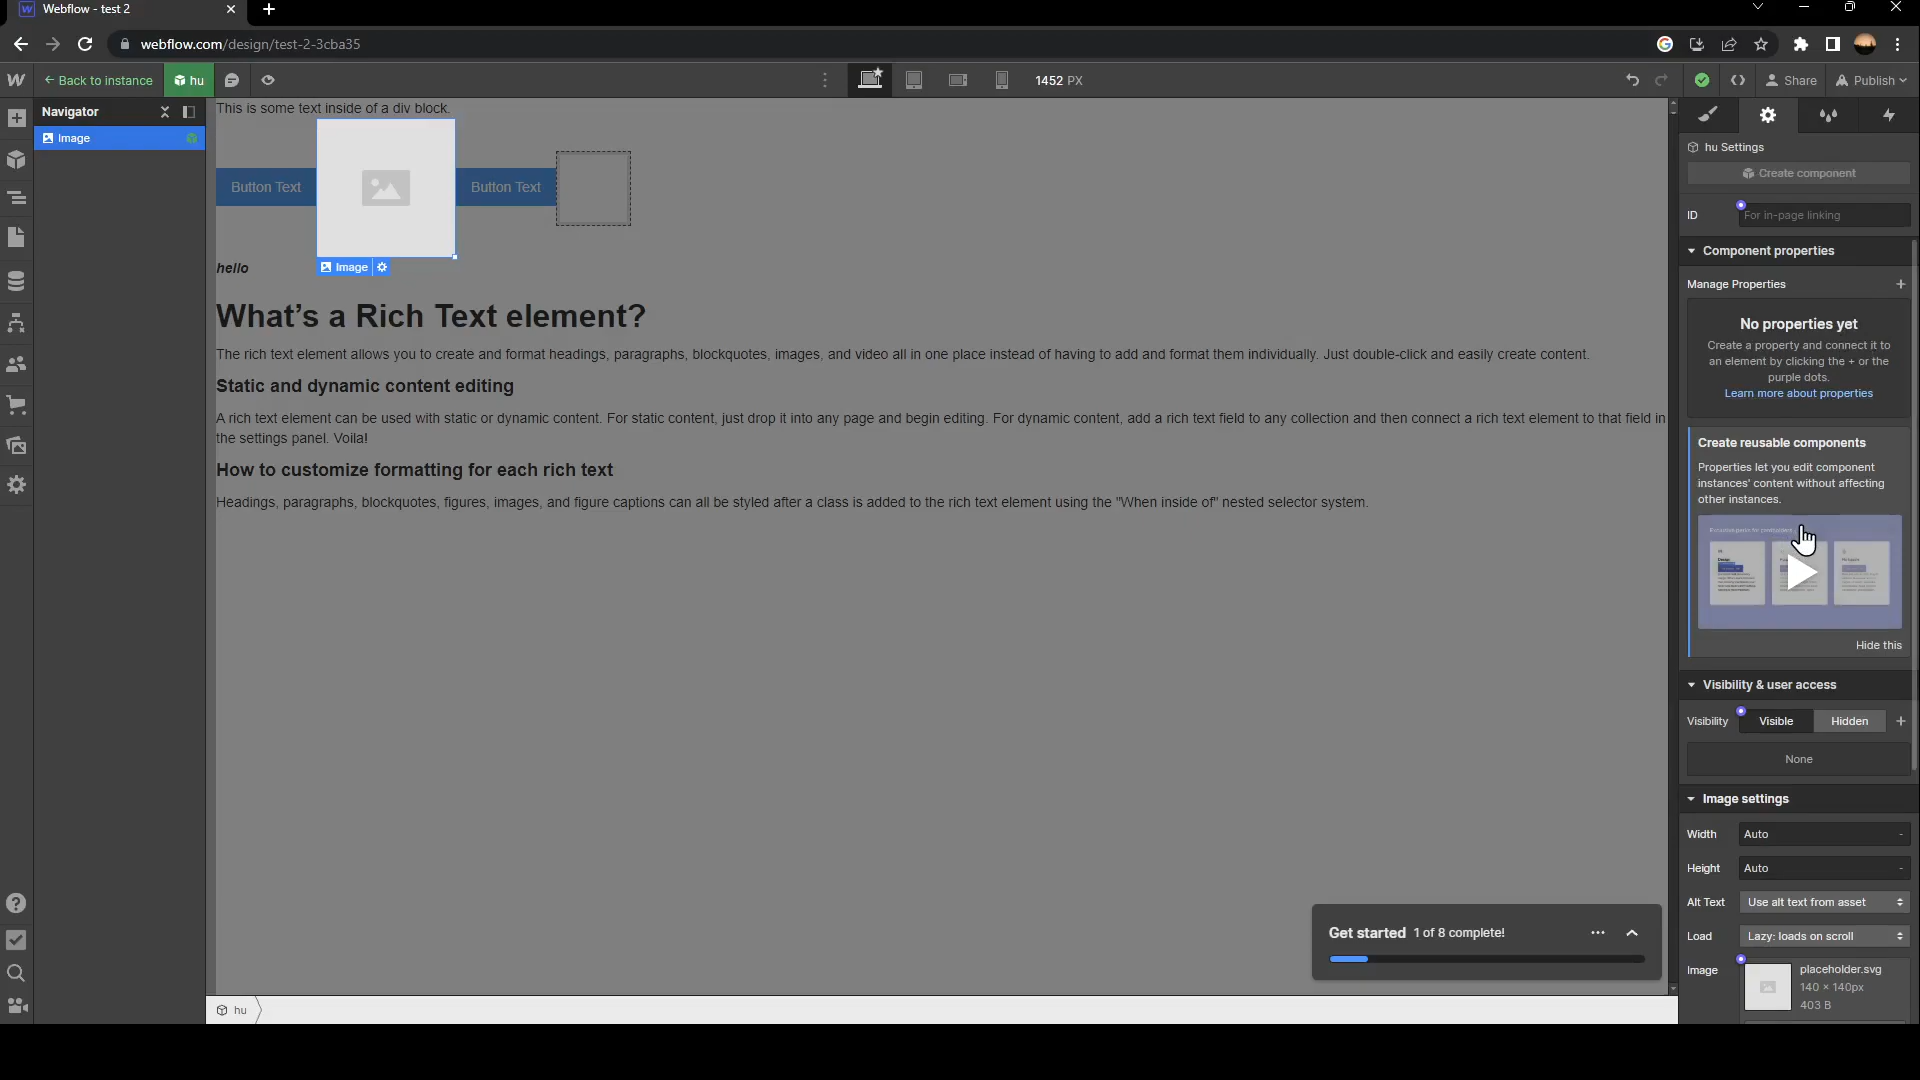 Webflow - test 2
webflow.com/design/test-2-3cba35
Back to instance
hu
1452 PX
Share
Publish
Navigator
Image
This is some text inside of a div block.
Button Text
Button Text
Image
hello
What's a Rich Text element?
The rich text element allows you to create and format headings, paragraphs, blockquotes, images, and video all in one place instead of having to add and format them individually. Just double-click and easily create content.
Static and dynamic content editing
A rich text element can be used with static or dynamic content. For static content, just drop it into any page and begin editing. For dynamic content, add a rich text field to any collection and then connect a rich text element to that field in
the settings panel. Voila!
How to customize formatting for each rich text
Headings, paragraphs, blockquotes, figures, images, and figure captions can all be styled after a class is added to the rich text element using the "When inside of" nested selector system.
Get started 1 of 8 complete!
hu
hu Settings
Create component
ID
For in-page linking
Component properties
Manage Properties
No properties yet
Create a property and connect it to
an element by clicking the + or the
purple dots.
Learn more about properties
Create reusable components
Properties let you edit component
instances' content without affecting
other instances.
Hide this
Visibility & user access
Visibility
Visible
Hidden
None
Image settings
Width
Auto
Height
Auto
Alt Text
Use alt text from asset
Load
Lazy: loads on scroll
Image
placeholder.svg
140 × 140px
403 B